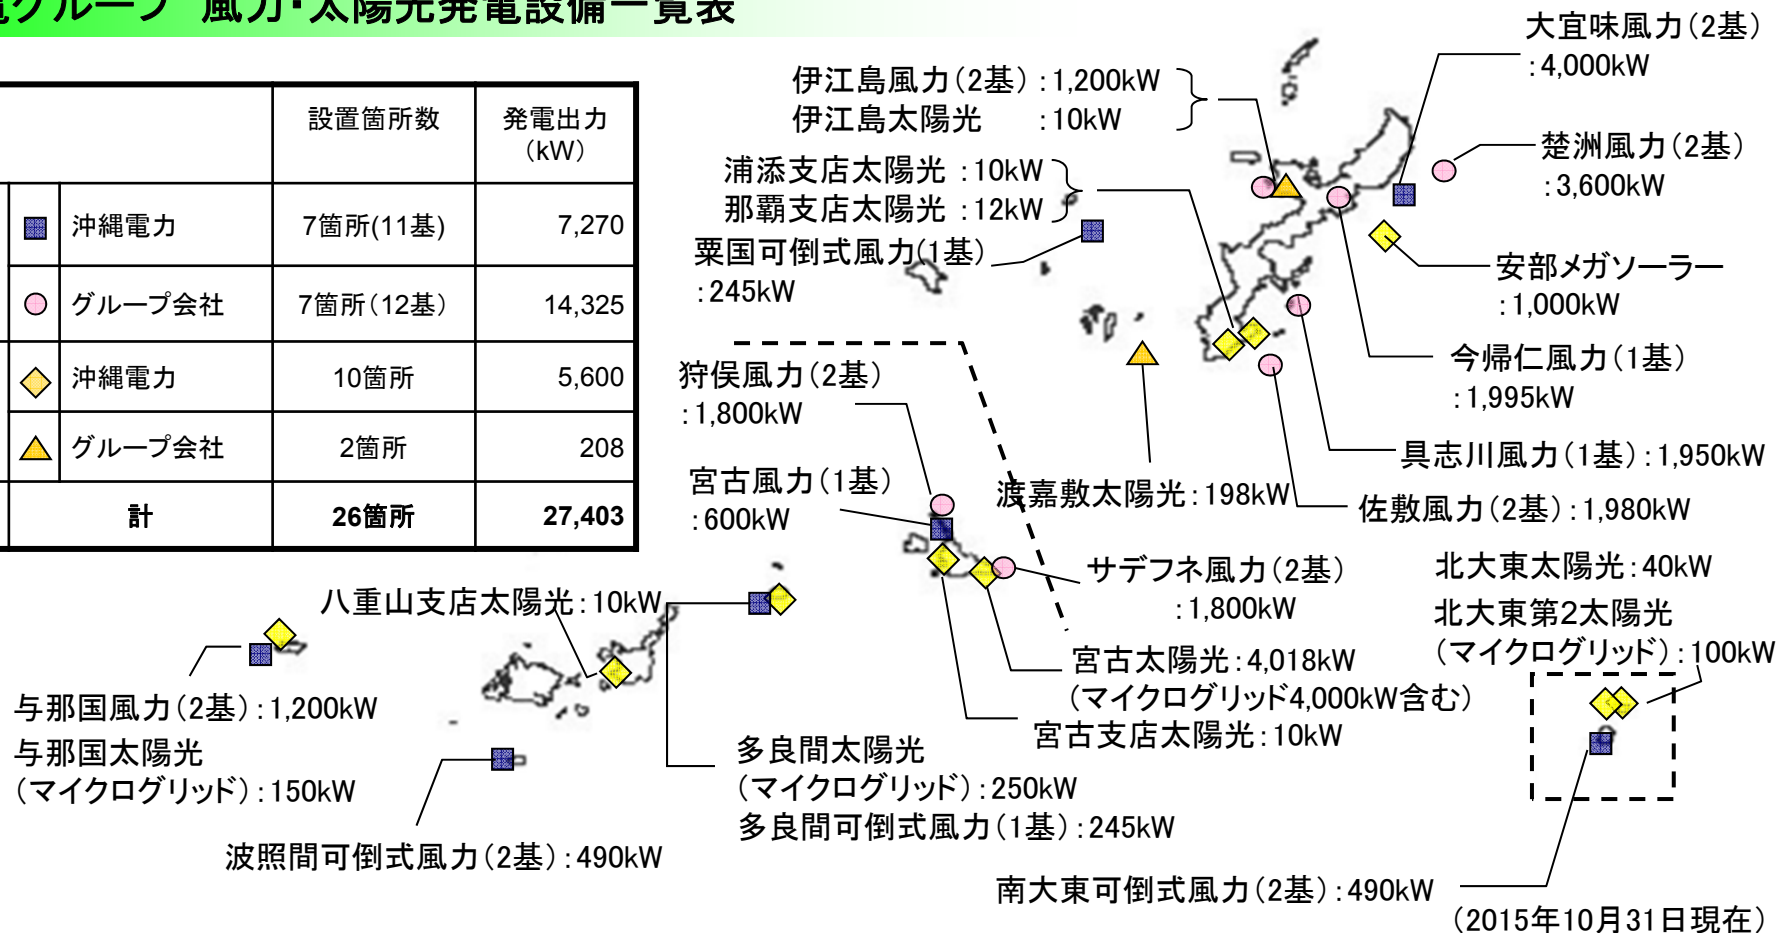 グループ 風力・太陽光発電設備一覧表
設置箇所数 発電出力
(kW)
沖縄電力 7箇所(11基) 7,270
グループ会社 7箇所(12基) 14,325
沖縄電力 10箇所 5,600
グループ会社 2箇所 208
計 26箇所 27,403
大宜味風力(2基)
:4,000kW
伊江島風力(2基):1,200kW
伊江島太陽光 :10kW
楚洲風力(2基)
:3,600kW
浦添支店太陽光 :10kW
那覇支店太陽光 :12kW
粟国可倒式風力(1基)
:245kW
安部メガソーラー
:1,000kW
今帰仁風力(1基)
:1,995kW
狩俣風力(2基)
:1,800kW
具志川風力(1基):1,950kW
宮古風力(1基)
:600kW
渡嘉敷太陽光:198kW
佐敷風力(2基):1,980kW
サデフネ風力(2基)
:1,800kW
北大東太陽光:40kW
北大東第2太陽光
(マイクログリッド):100kW
八重山支店太陽光:10kW
宮古太陽光:4,018kW
(マイクログリッド4,000kW含む)
宮古支店太陽光:10kW
与那国風力(2基):1,200kW
与那国太陽光
(マイクログリッド):150kW
多良間太陽光
(マイクログリッド):250kW
多良間可倒式風力(1基):245kW
波照間可倒式風力(2基):490kW
南大東可倒式風力(2基):490kW
(2015年10月31日現在)